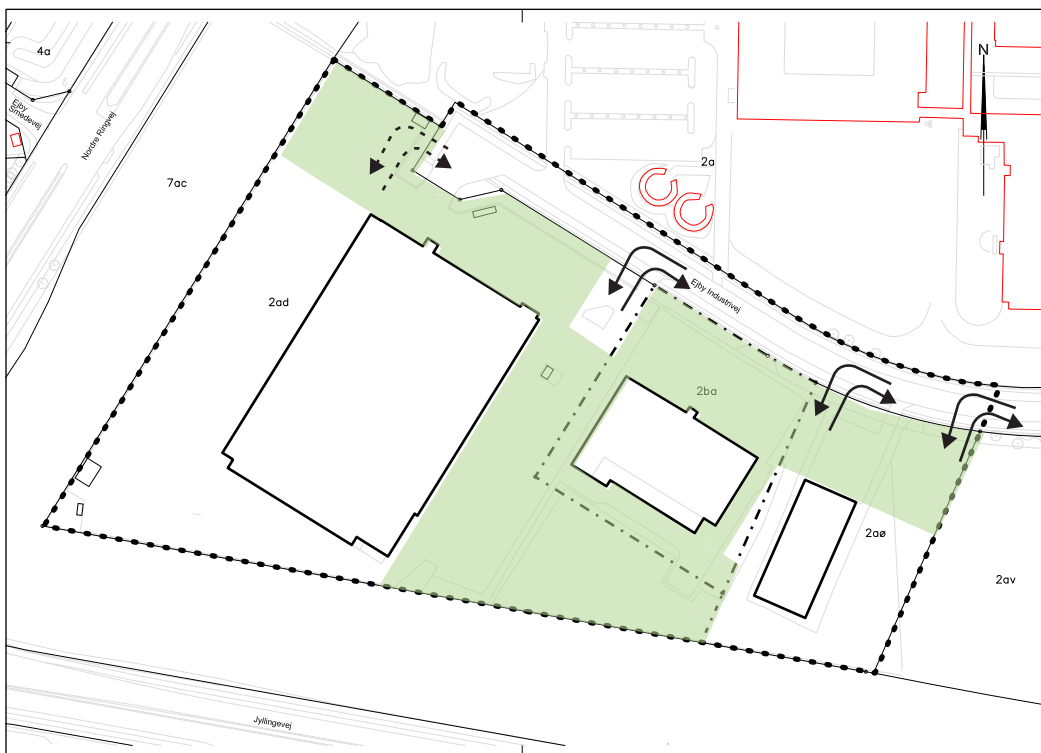 4a
N
Ejby
Smedevej
Nordre Ringvej
2a
7ac
Ejby Industrivej
2ad
2ba
2aø
2av
Jyllingevej